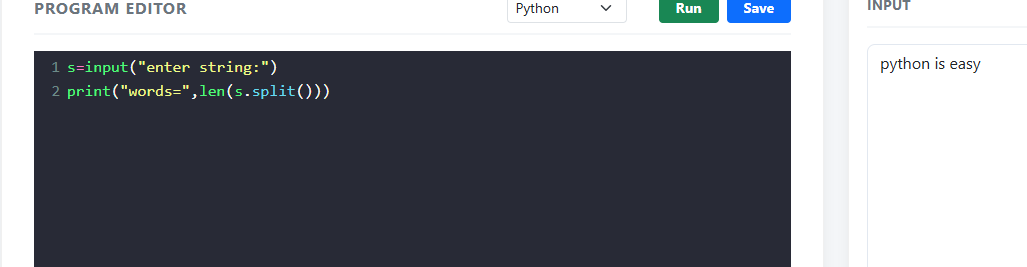 PROGRAM EDITOR
Python
Run
Save
1 s=input("enter string:")
2 print("words=",len(s.split()))
INPUT
python is easy